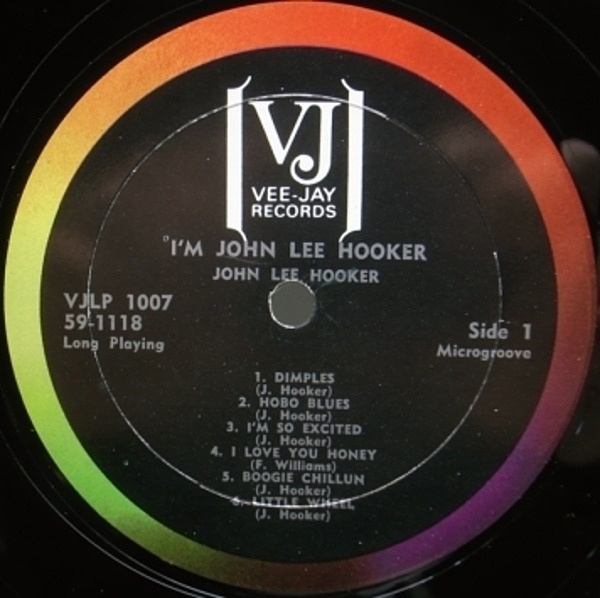 VJ
VEE-JAY
RECORDS
"I'M JOHN LEE HOOKER
JOHN LEE HOOKER
VJLP 1007
59-1118
Long Playing
Side 1
Microgroove
1. DIMPLES
(J. Hooker)
2. HOBO BLUES
(J. Hooker)
3. I'M SO EXCITED
(J. Hooker)
4. I LOVE YOU HONEY
(F. Williams)
5. BOOGIE CHILLUN
(J. Hooker)
6. LITTLE WHEEL
(J. Hooker)